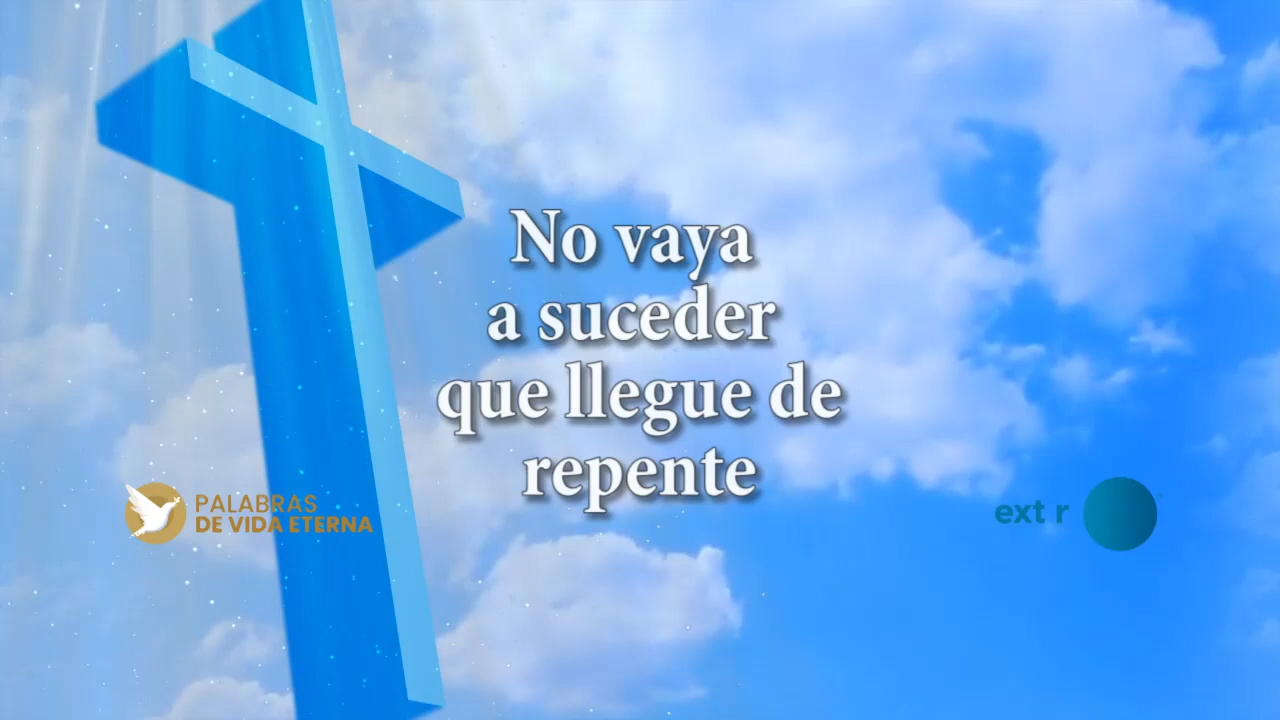 No vaya
a suceder
que llegue de
repente
PALABRAS
DE VIDA ETERNA
ext r